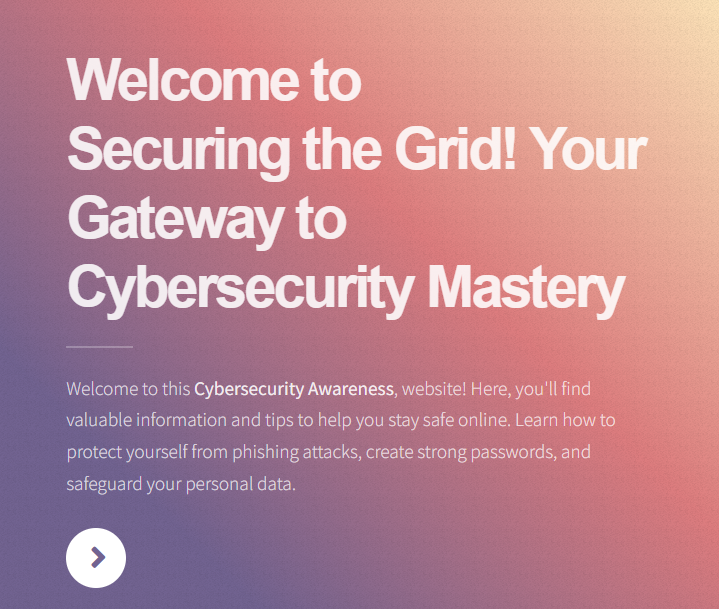 Welcome to
Securing the Grid! Your
Gateway to
Cybersecurity Mastery
Welcome to this Cybersecurity Awareness, website! Here, you'll find
valuable information and tips to help you stay safe online. Learn how to
protect yourself from phishing attacks, create strong passwords, and
safeguard your personal data.